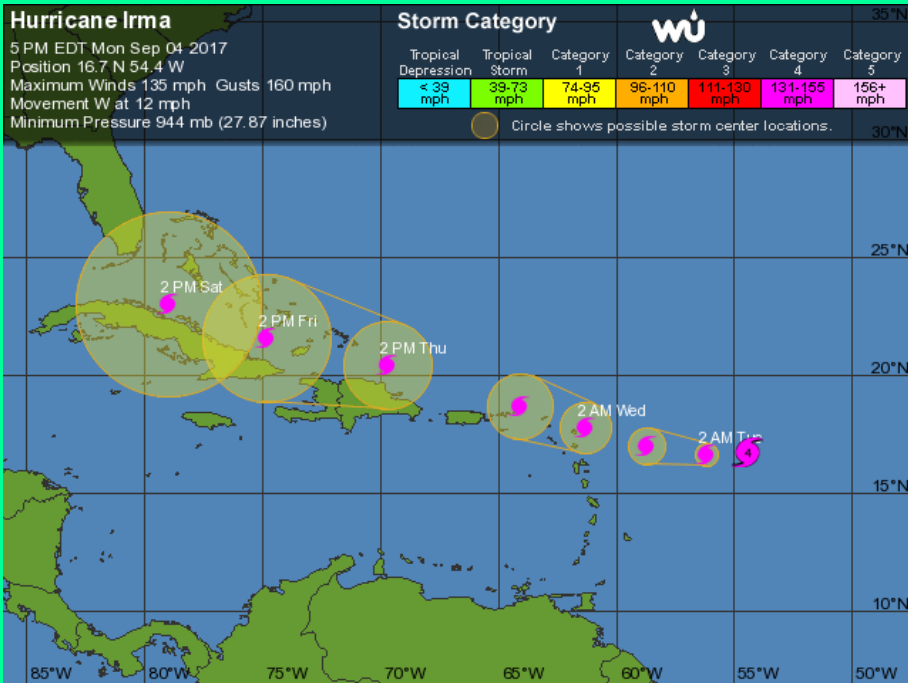 Hurricane Irma
5 PM EDT Mon Sep 04 2017
Position 16.7 N 54.4 W
Maximum Winds 135 mph Gusts 160 mph
Movement W at 12 mph
Minimum Pressure 944 mb (27.87 inches)
Storm Category
wu
Tropical Depression
< 39 mph
Tropical Storm
39-73 mph
Category 1
74-95 mph
Category 2
96-110 mph
Category 3
111-130 mph
Category 4
131-155 mph
Category 5
156+ mph
Circle shows possible storm center locations.
35°N
30°N
25°N
2 PM Sat
2 PM Fri
2 PM Thu
20°N
2 AM Wed
2 AM Tue
4
15°N
10°N
85°W 80°W 75°W 70°W 65°W 60°W 55°W 50°W